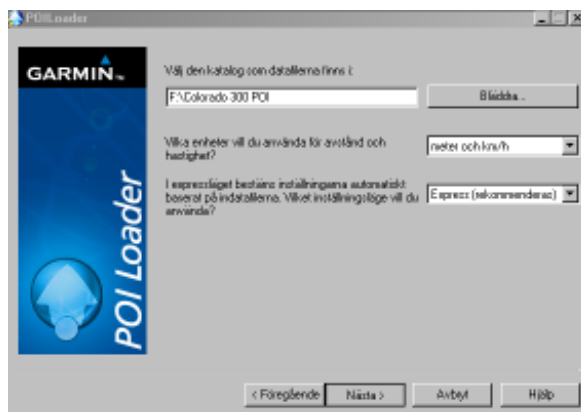 POILoader
GARMIN™
POI Loader
Välj den katalog som datafilerna finns i:
F:\Colorado 300 POI
Bläddra...
Vilka enheter vill du använda för avstånd och
hastighet?
meter och km/h
I expressläget bestäms inställningarna automatiskt
baserat på indatafilerna. Vilket inställningsläge vill du
använda?
Express (rekommenderas)
< Föregående
Nästa >
Avbryt
Hjälp